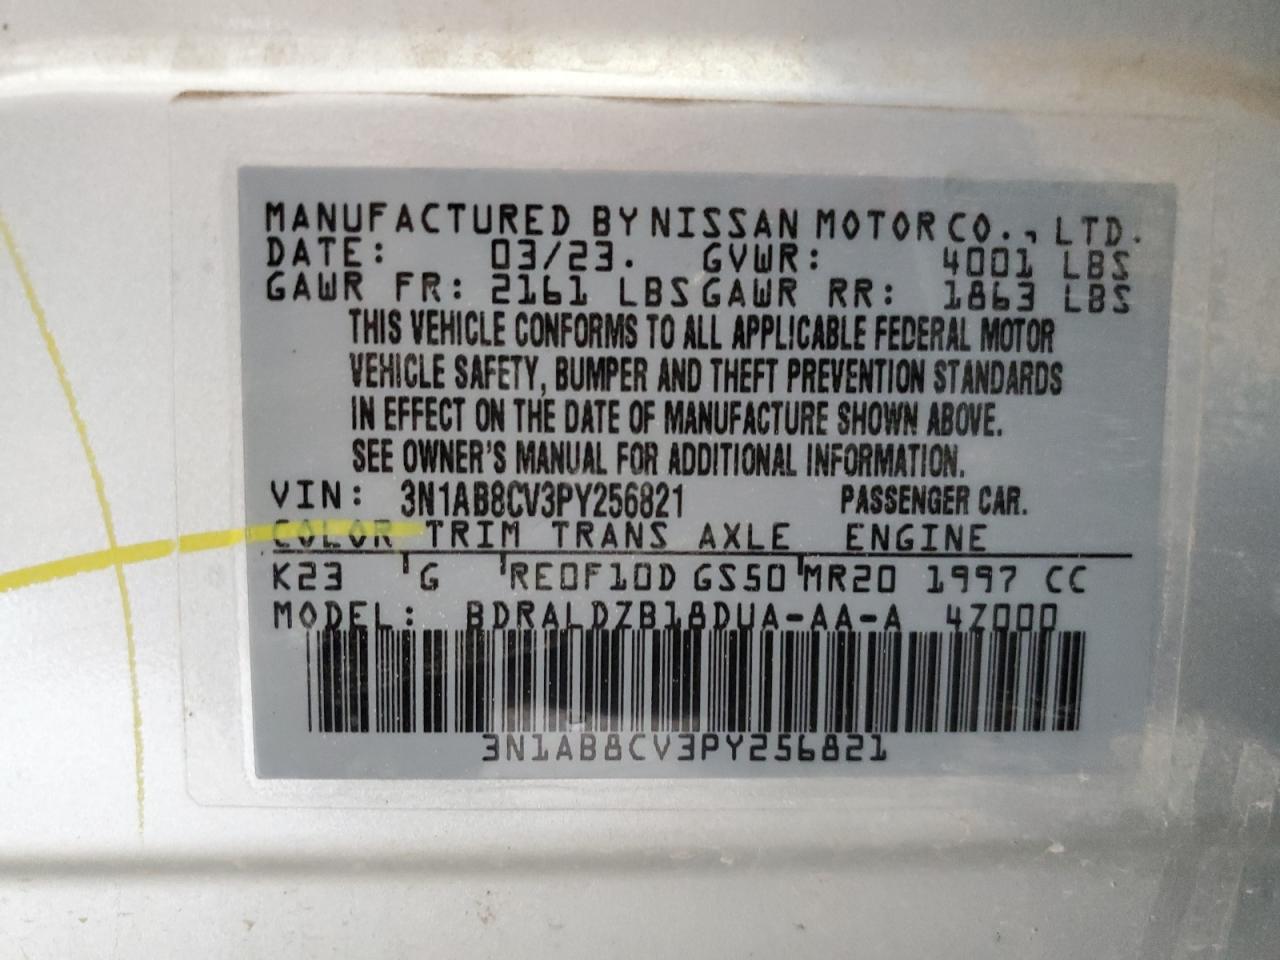 MANUFACTURED BY NISSAN MOTOR CO., LTD.
DATE: 03/23. GVWR: 4001 LBS
GAWR FR: 2161 LBS GAWR RR: 1863 LBS
THIS VEHICLE CONFORMS TO ALL APPLICABLE FEDERAL MOTOR
VEHICLE SAFETY, BUMPER AND THEFT PREVENTION STANDARDS
IN EFFECT ON THE DATE OF MANUFACTURE SHOWN ABOVE.
SEE OWNER'S MANUAL FOR ADDITIONAL INFORMATION.
VIN: 3N1AB8CV3PY256821 PASSENGER CAR.
COLOR TRIM TRANS AXLE ENGINE
K23 G RE0F10D GS50 MR20 1997 CC
MODEL: BDRALDZB18DUA-AA-A 4Z000
3N1AB8CV3PY256821